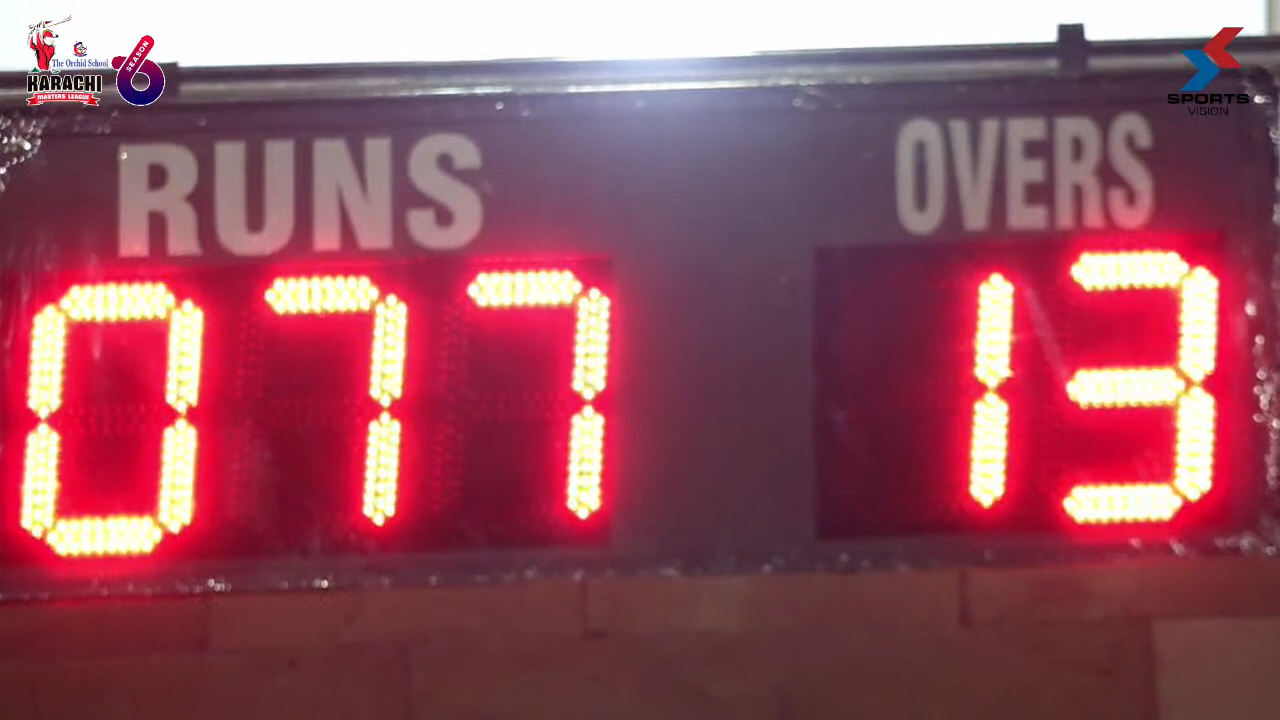 The Orchid School
KARACHI
MASTERS LEAGUE
SEASON
6
SPORTS
VISION
RUNS
OVERS
077
13